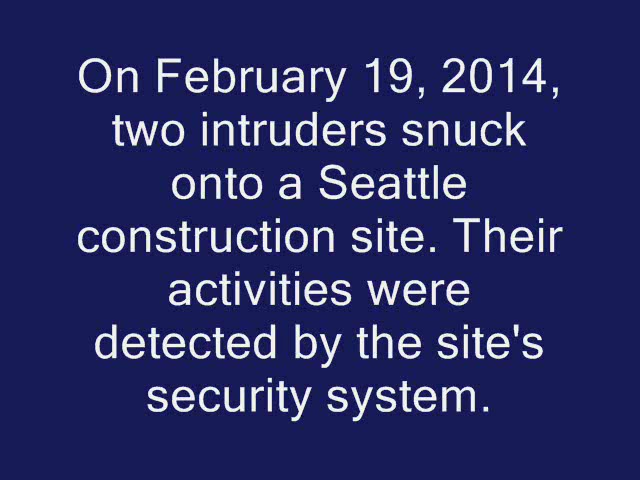 On February 19, 2014,
two intruders snuck
onto a Seattle
construction site. Their
activities were
detected by the site's
security system.